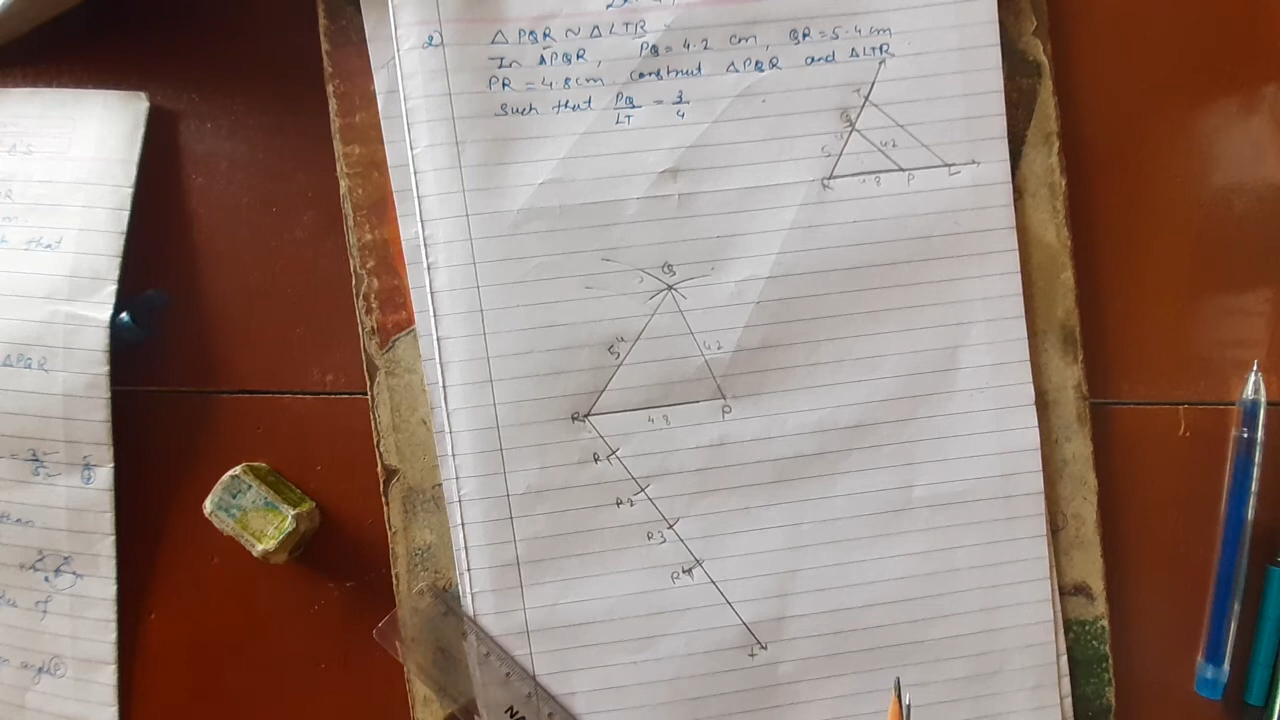 2) △PQR ~ △LTR
In △PQR, PQ = 4.2 cm, QR = 5.4 cm
PR = 4.8 cm. construct △PQR and △LTR
Such that PQ/LT = 3/4
T
Q
4.2
5.4
R
4.8
P
L
Q
5.4
4.2
R
4.8
P
R1
R2
R3
R4
X
△'S
that
△PQR